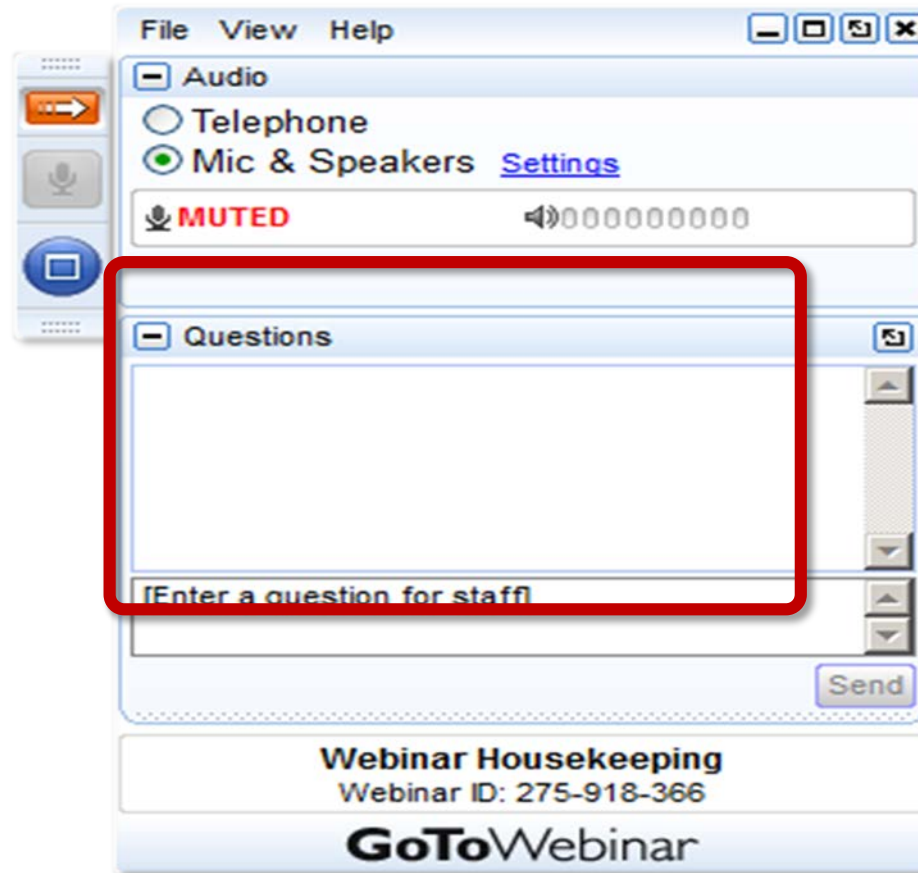 File View Help
Audio
Telephone
Mic & Speakers Settings
MUTED 000000000
Questions
[Enter a question for staff]
Send
Webinar Housekeeping
Webinar ID: 275-918-366
GoToWebinar